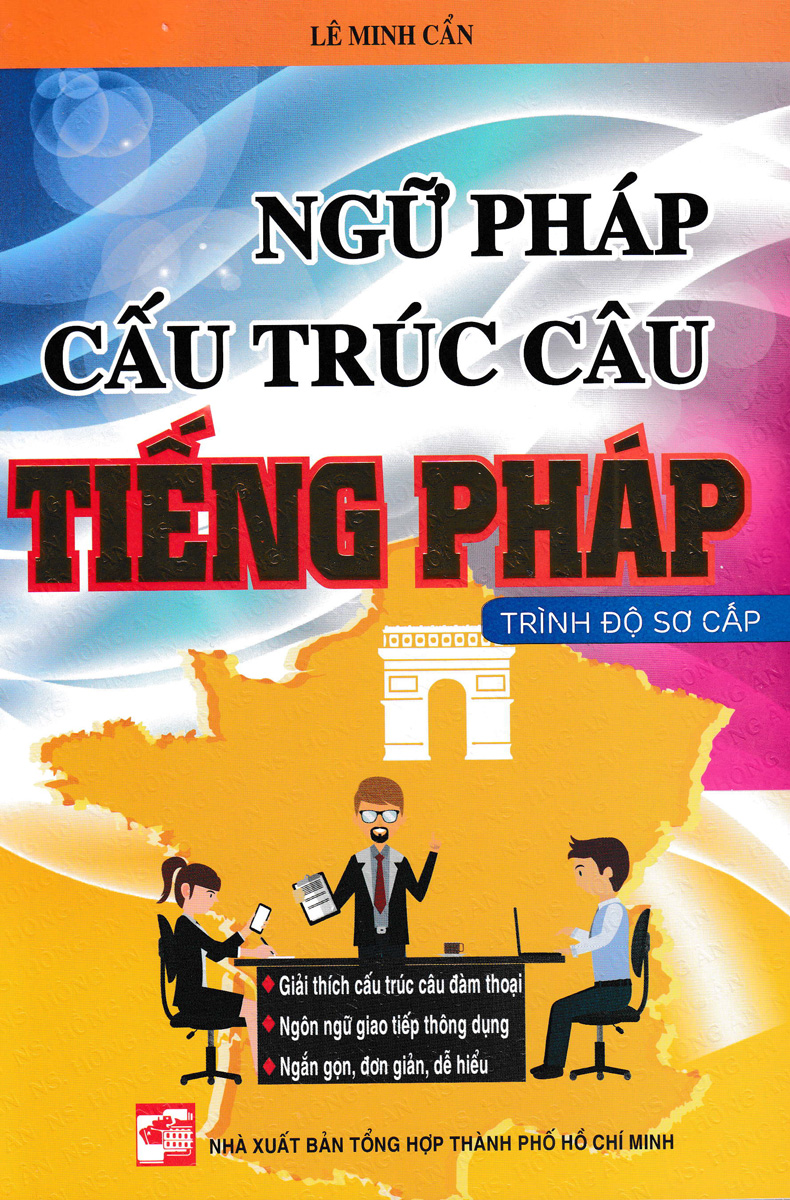 LÊ MINH CẨN
NGỮ PHÁP
CẤU TRÚC CÂU
TIẾNG PHÁP
TRÌNH ĐỘ SƠ CẤP
Giải thích cấu trúc câu đàm thoại
Ngôn ngữ giao tiếp thông dụng
Ngắn gọn, đơn giản, dễ hiểu
NHÀ XUẤT BẢN TỔNG HỢP THÀNH PHỐ HỒ CHÍ MINH